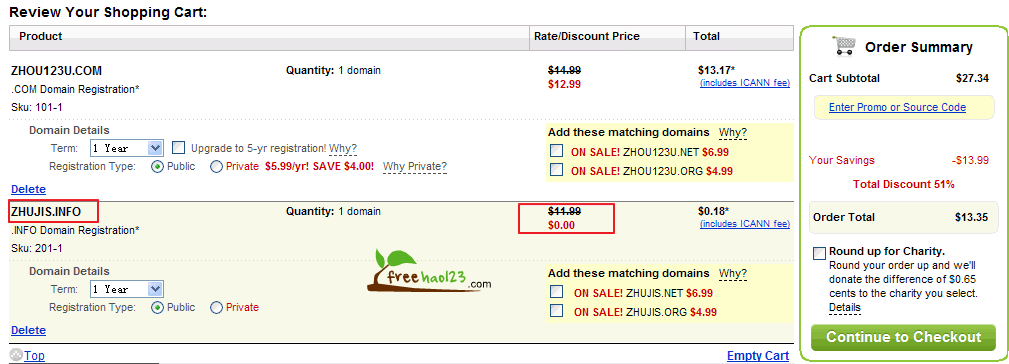 Review Your Shopping Cart:
Product Rate/Discount Price Total
ZHOU123U.COM Quantity: 1 domain $14.99 $13.17*
.COM Domain Registration* $12.99 (includes ICANN fee)
Sku: 101-1
Domain Details
Term: 1 Year Upgrade to 5-yr registration! Why?
Registration Type: Public Private $5.99/yr! SAVE $4.00! Why Private?
Add these matching domains Why?
ON SALE! ZHOU123U.NET $6.99
ON SALE! ZHOU123U.ORG $4.99
Delete
ZHUJIS.INFO Quantity: 1 domain $11.99 $0.18*
.INFO Domain Registration* $0.00 (includes ICANN fee)
Sku: 201-1
freehao123.com
Domain Details
Term: 1 Year
Registration Type: Public Private
Add these matching domains Why?
ON SALE! ZHUJIS.NET $6.99
ON SALE! ZHUJIS.ORG $4.99
Delete
Top Empty Cart
Order Summary
Cart Subtotal $27.34
Enter Promo or Source Code
Your Savings -$13.99
Total Discount 51%
Order Total $13.35
Round up for Charity.
Round your order up and we'll
donate the difference of $0.65
cents to the charity you select.
Details
Continue to Checkout